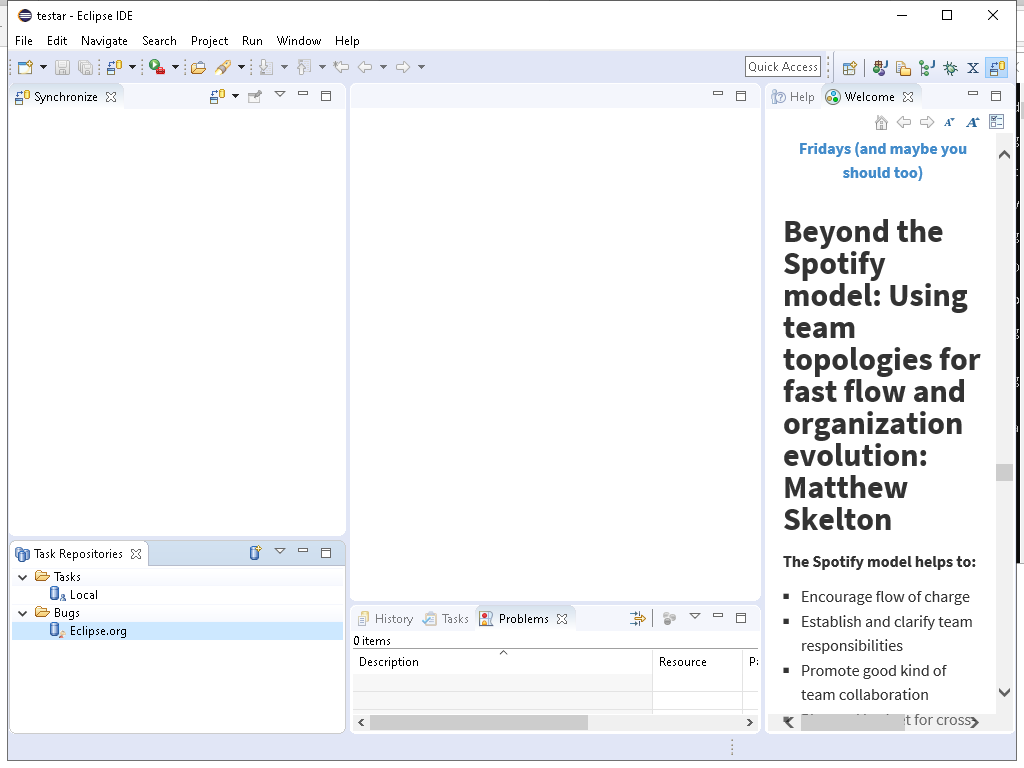 testar - Eclipse IDE
File Edit Navigate Search Project Run Window Help
Quick Access
Synchronize
Help Welcome
Fridays (and maybe you
should too)
Beyond the
Spotify
model: Using
team
topologies for
fast flow and
organization
evolution:
Matthew
Skelton
The Spotify model helps to:
Encourage flow of charge
Establish and clarify team
responsibilities
Promote good kind of
team collaboration
for cross
Task Repositories
Tasks
Local
Bugs
Eclipse.org
History Tasks Problems
0 items
Description Resource